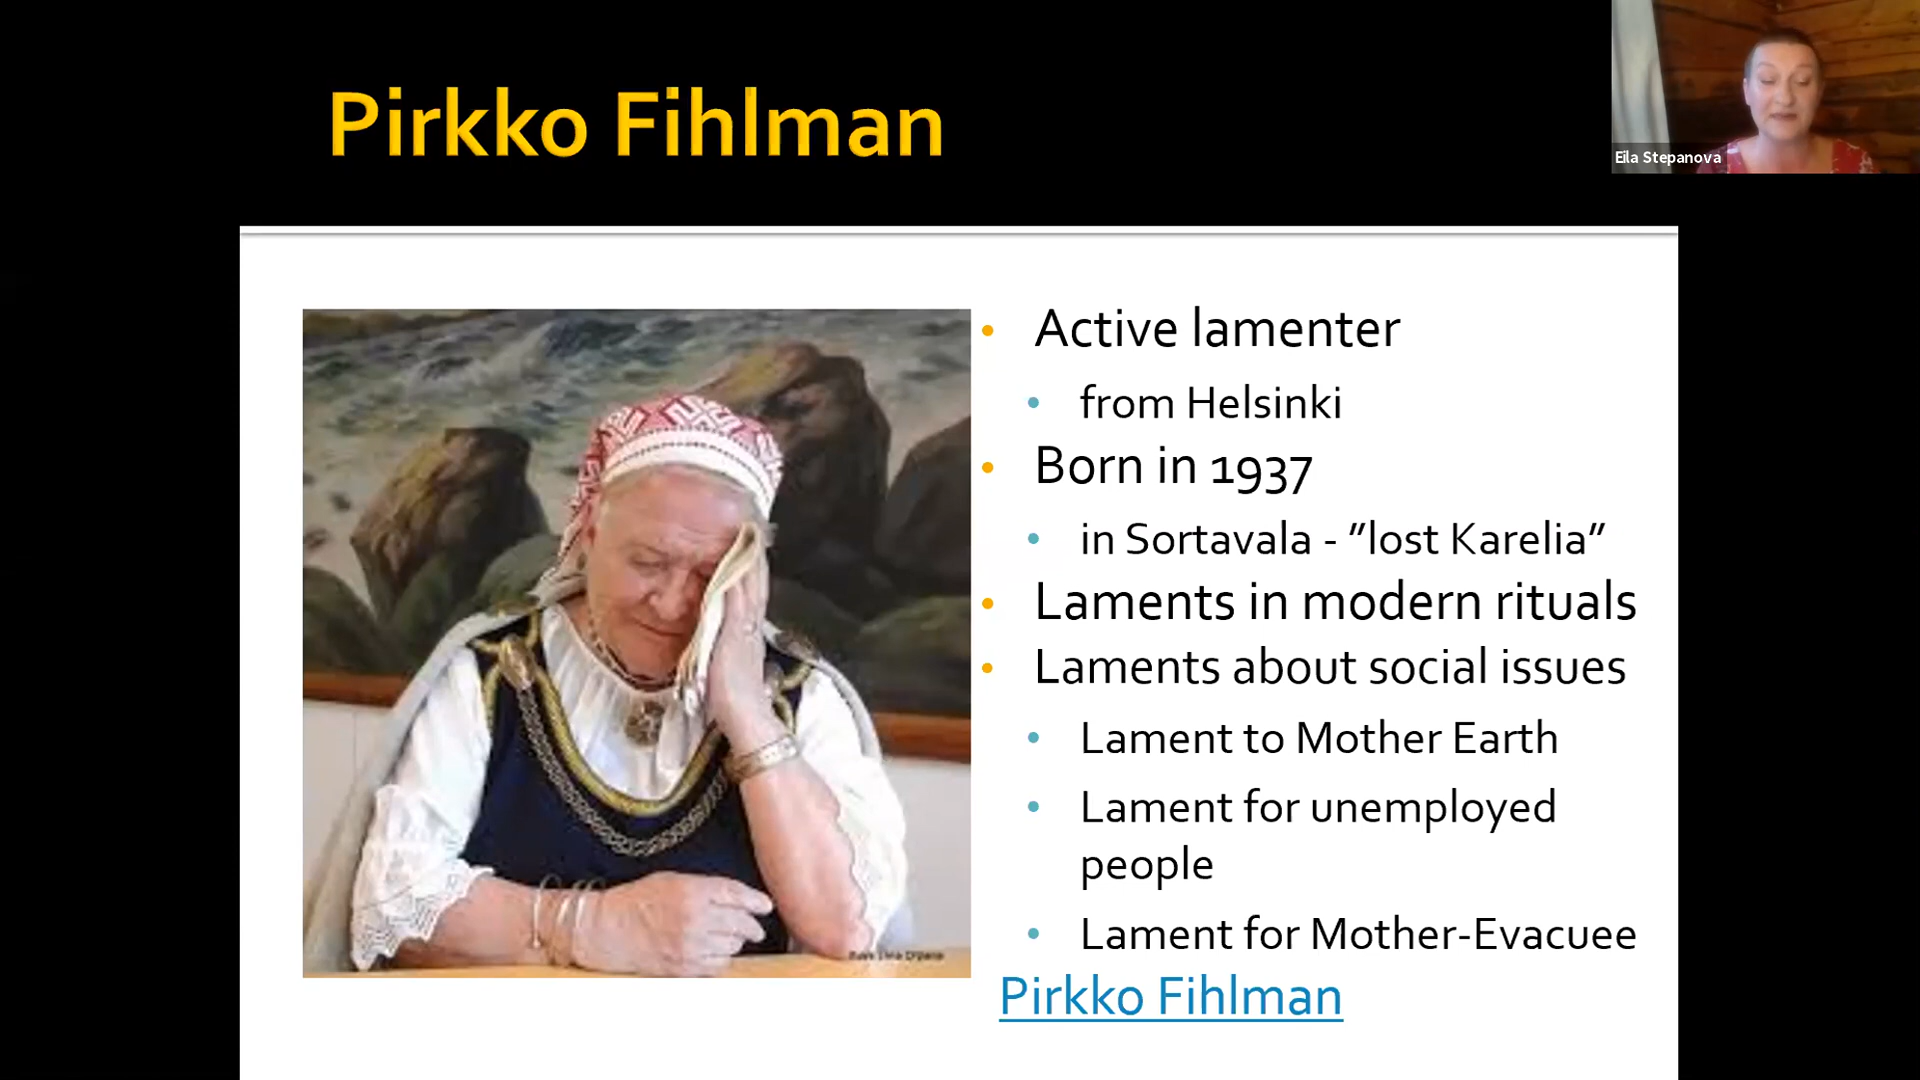 Pirkko Fihlman
Eila Stepanova
• Active lamenter
• from Helsinki
• Born in 1937
• in Sortavala - ”lost Karelia”
• Laments in modern rituals
• Laments about social issues
• Lament to Mother Earth
• Lament for unemployed
people
• Lament for Mother-Evacuee
Pirkko Fihlman